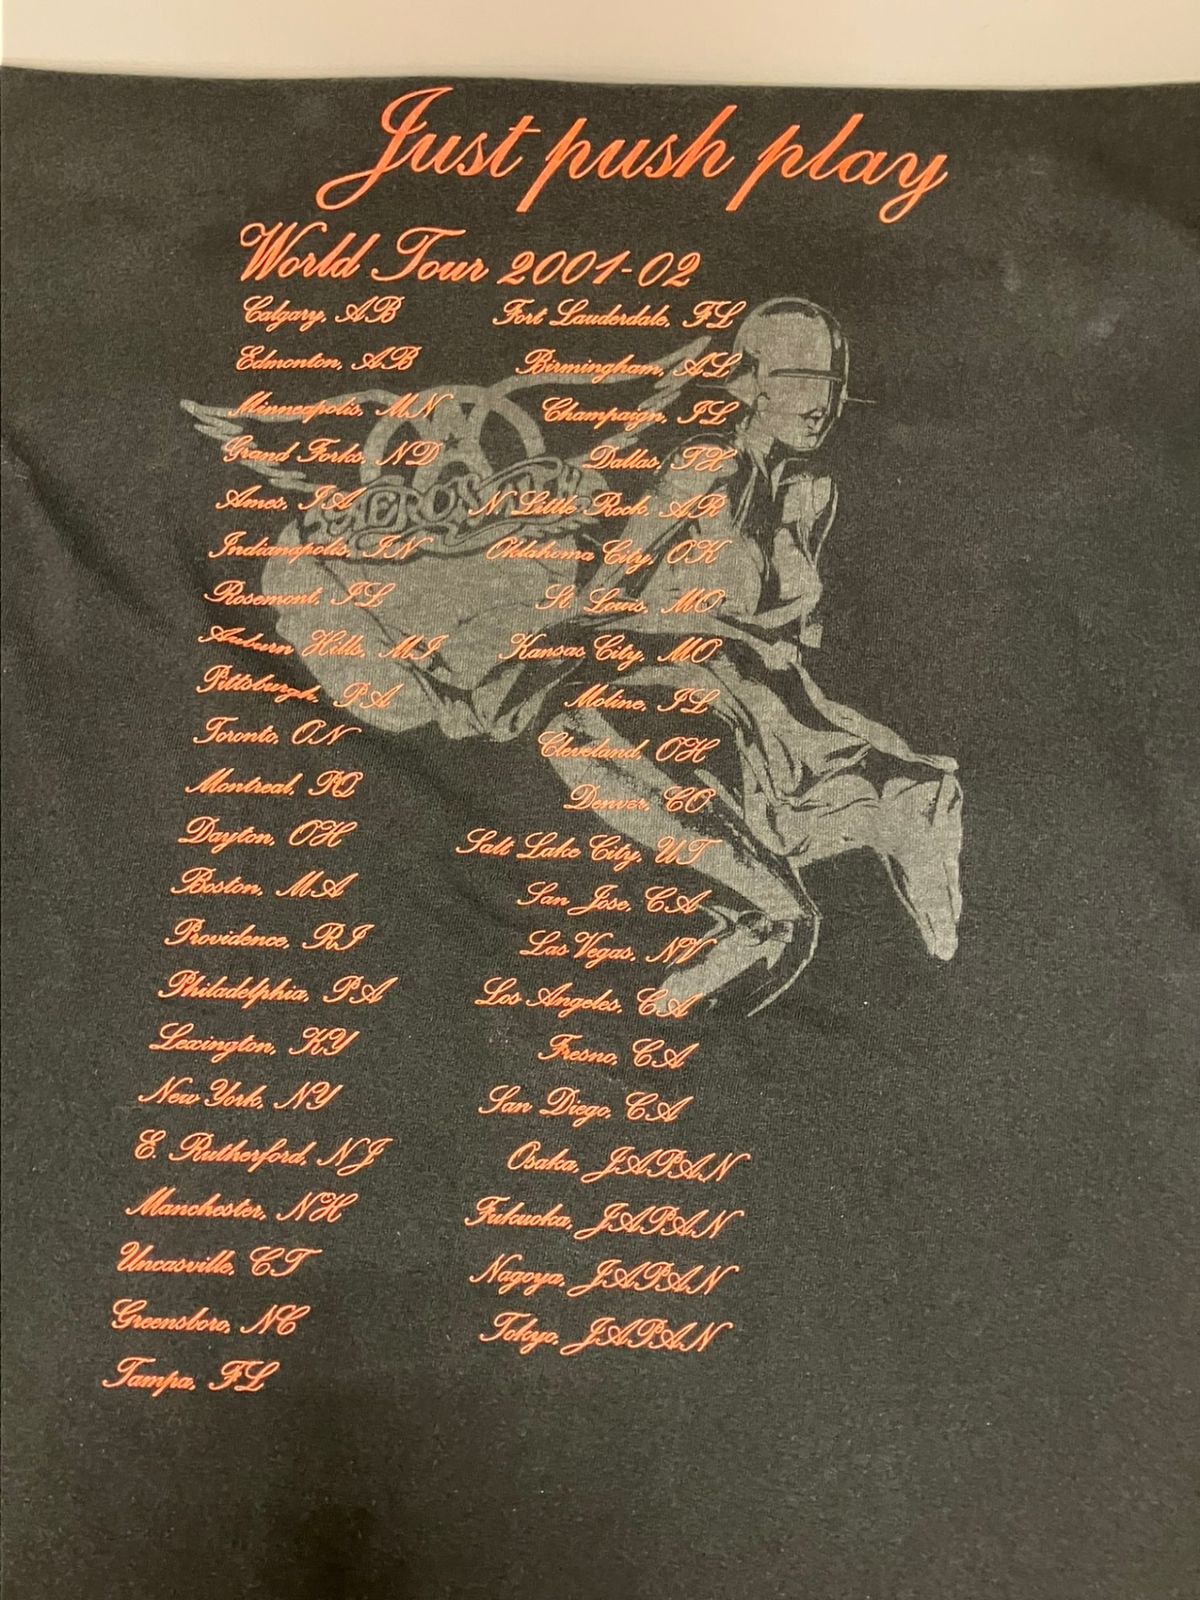 Just push play
World Tour 2001-02
Calgary, AB
Edmonton, AB
Minneapolis, MN
Grand Forks, ND
Ames, IA
Indianapolis, IN
Rosemont, IL
Auburn Hills, MI
Pittsburgh, PA
Toronto, ON
Montreal, PQ
Dayton, OH
Boston, MA
Providence, RI
Philadelphia, PA
Lexington, KY
New York, NY
E. Rutherford, NJ
Manchester, NH
Uncasville, CT
Greensboro, NC
Tampa, FL
Fort Lauderdale, FL
Birmingham, AL
Champaign, IL
Dallas, TX
N. Little Rock, AR
Oklahoma City, OK
St. Louis, MO
Kansas City, MO
Moline, IL
Cleveland, OH
Denver, CO
Salt Lake City, UT
San Jose, CA
Las Vegas, NV
Los Angeles, CA
Fresno, CA
San Diego, CA
Osaka, JAPAN
Fukuoka, JAPAN
Nagoya, JAPAN
Tokyo, JAPAN
A
AEROSMITH